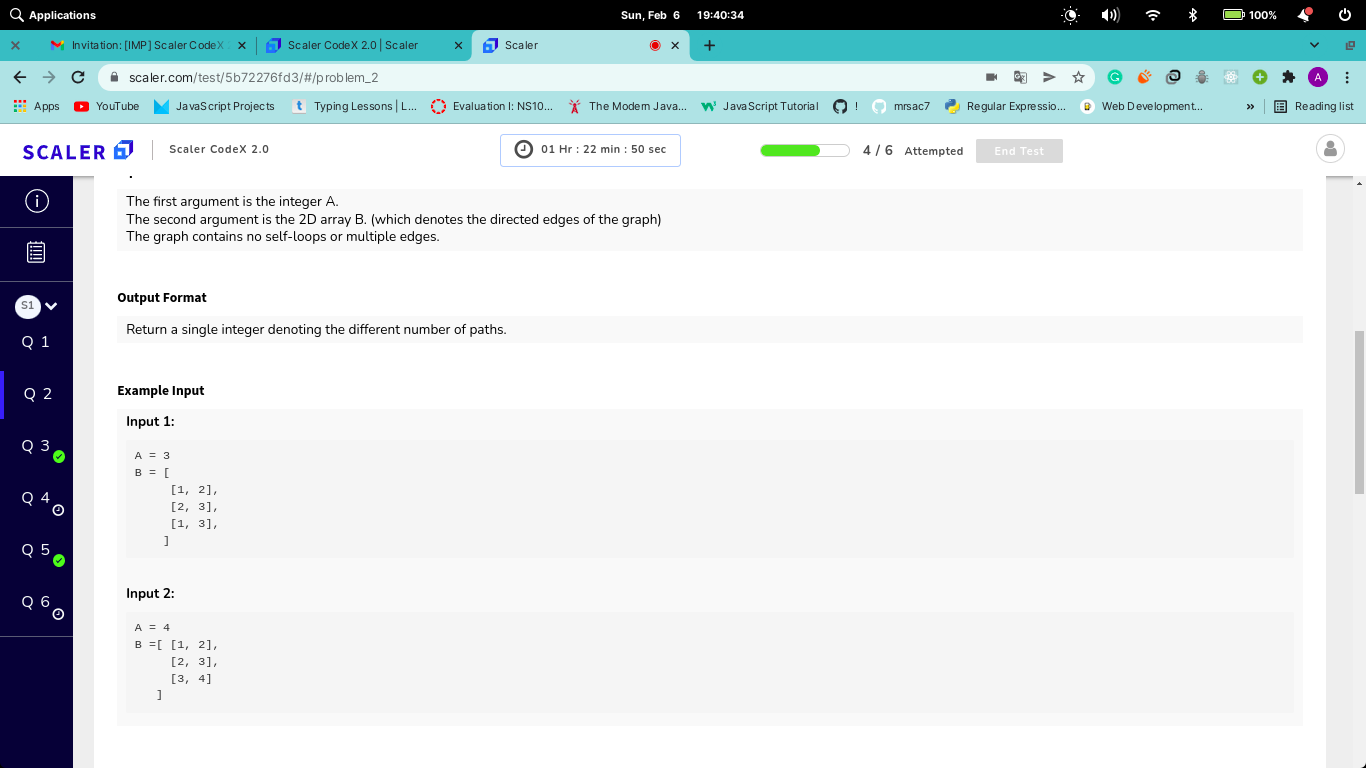 Applications
Sun, Feb 6 19:40:34
100%
Invitation: [IMP] Scaler CodeX 2
Scaler CodeX 2.0 | Scaler
Scaler
scaler.com/test/5b72276fd3/#/problem_2
A
Apps
YouTube
JavaScript Projects
Typing Lessons | L...
Evaluation I: NS10...
The Modern Java...
JavaScript Tutorial
!
mrsac7
Regular Expressio...
Web Development...
»
Reading list
SCALER
Scaler CodeX 2.0
01 Hr : 22 min : 50 sec
4 / 6 Attempted
End Test
S1
Q 1
Q 2
Q 3
Q 4
Q 5
Q 6
The first argument is the integer A.
The second argument is the 2D array B. (which denotes the directed edges of the graph)
The graph contains no self-loops or multiple edges.
Output Format
Return a single integer denoting the different number of paths.
Example Input
Input 1:
A = 3
B = [
[1, 2],
[2, 3],
[1, 3],
]
Input 2:
A = 4
B =[ [1, 2],
[2, 3],
[3, 4]
]